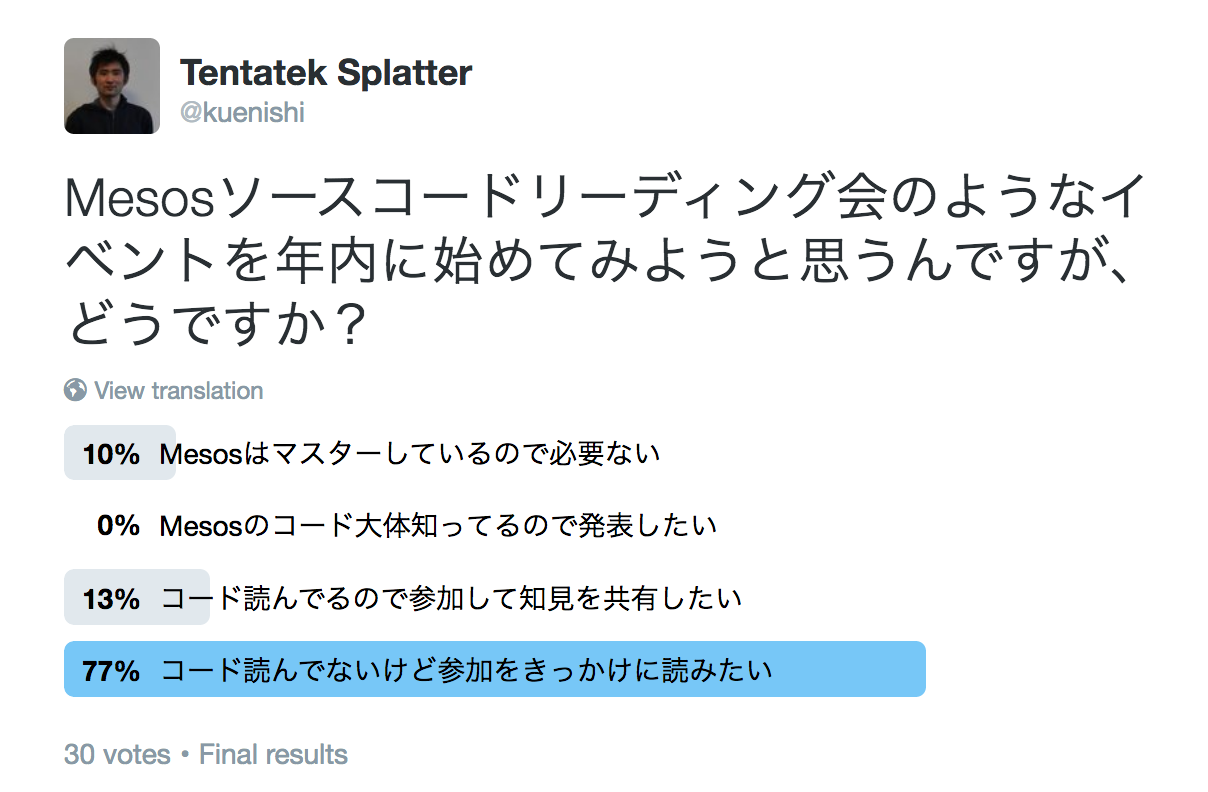 Tentatek Splatter
@kuenishi
Mesosソースコードリーディング会のようなイ
ベントを年内に始めてみようと思うんですが、
どうですか？
View translation
10% Mesosはマスターしているので必要ない
0% Mesosのコード大体知ってるので発表したい
13% コード読んでるので参加して知見を共有したい
77% コード読んでないけど参加をきっかけに読みたい
30 votes • Final results